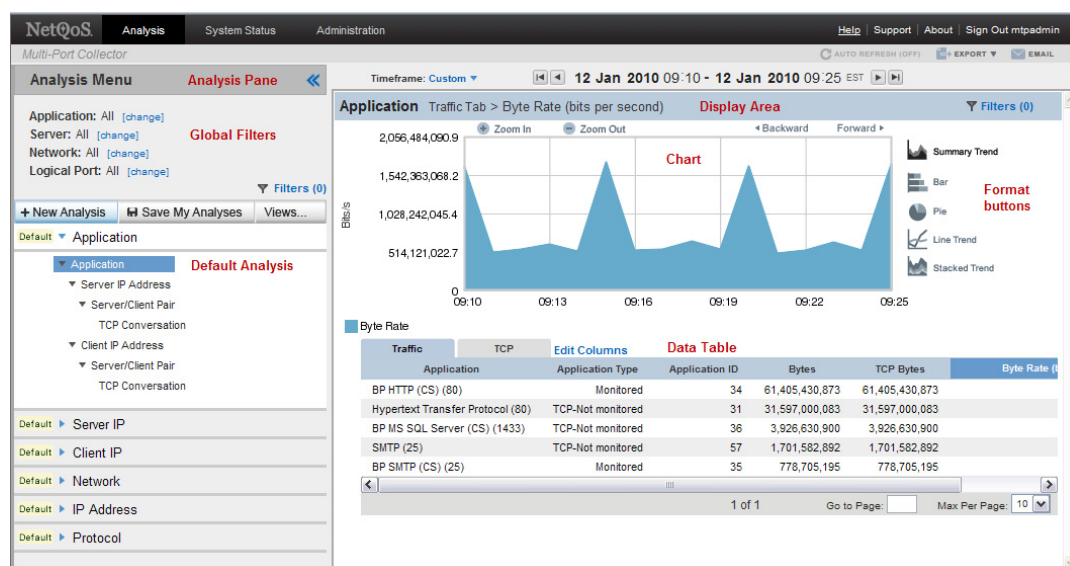 NetQoS. Analysis System Status Administration Help | Support | About | Sign Out mtpadmin
Multi-Port Collector AUTO REFRESH (OFF) EXPORT ▼ EMAIL
Analysis Menu Analysis Pane «
Timeframe: Custom ▼ 12 Jan 2010 09:10 - 12 Jan 2010 09:25 EST
Application: All [change]
Server: All [change] Global Filters
Network: All [change]
Logical Port: All [change]
Filters (0)
+ New Analysis Save My Analyses Views...
Default Application
Application Default Analysis
Server IP Address
Server/Client Pair
TCP Conversation
Client IP Address
Server/Client Pair
TCP Conversation
Default Server IP
Default Client IP
Default Network
Default IP Address
Default Protocol
Application Traffic Tab > Byte Rate (bits per second) Display Area Filters (0)
Zoom In Zoom Out Backward Forward
Chart
2,056,484,090.9
1,542,363,068.2
1,028,242,045.4
514,121,022.7
0
Bits/s
09:10 09:13 09:16 09:19 09:22 09:25
Summary Trend
Bar
Pie
Line Trend
Stacked Trend
Format
buttons
Byte Rate
Traffic TCP Edit Columns Data Table
Application Application Type Application ID Bytes TCP Bytes Byte Rate (
BP HTTP (CS) (80) Monitored 34 61,405,430,873 61,405,430,873
Hypertext Transfer Protocol (80) TCP-Not monitored 31 31,597,000,083 31,597,000,083
BP MS SQL Server (CS) (1433) TCP-Not monitored 36 3,926,630,900 3,926,630,900
SMTP (25) TCP-Not monitored 57 1,701,582,892 1,701,582,892
BP SMTP (CS) (25) Monitored 35 778,705,195 778,705,195
1 of 1 Go to Page: Max Per Page: 10